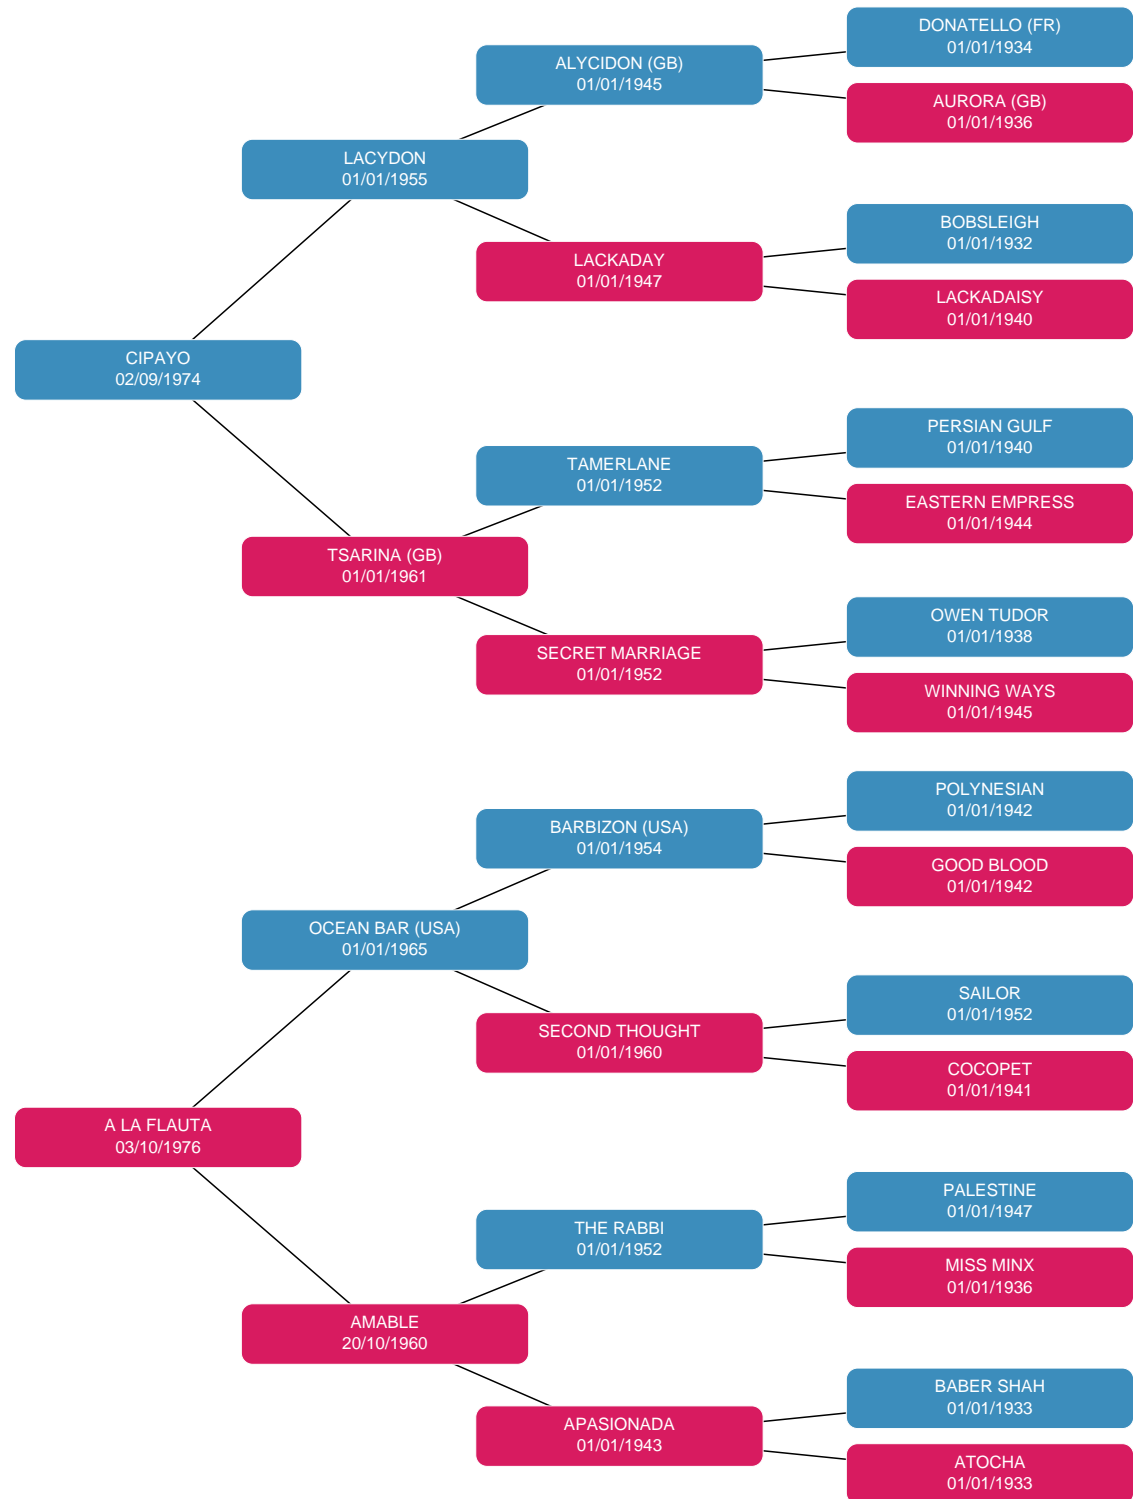 DONATELLO (FR)
01/01/1934
ALYCIDON (GB)
01/01/1945
AURORA (GB)
01/01/1936
LACYDON
01/01/1955
BOBSLEIGH
01/01/1932
LACKADAY
01/01/1947
LACKADAISY
01/01/1940
CIPAYO
02/09/1974
PERSIAN GULF
01/01/1940
TAMERLANE
01/01/1952
EASTERN EMPRESS
01/01/1944
TSARINA (GB)
01/01/1961
OWEN TUDOR
01/01/1938
SECRET MARRIAGE
01/01/1952
WINNING WAYS
01/01/1945
POLYNESIAN
01/01/1942
BARBIZON (USA)
01/01/1954
GOOD BLOOD
01/01/1942
OCEAN BAR (USA)
01/01/1965
SAILOR
01/01/1952
SECOND THOUGHT
01/01/1960
COCOPET
01/01/1941
A LA FLAUTA
03/10/1976
PALESTINE
01/01/1947
THE RABBI
01/01/1952
MISS MINX
01/01/1936
AMABLE
20/10/1960
BABER SHAH
01/01/1933
APASIONADA
01/01/1943
ATOCHA
01/01/1933